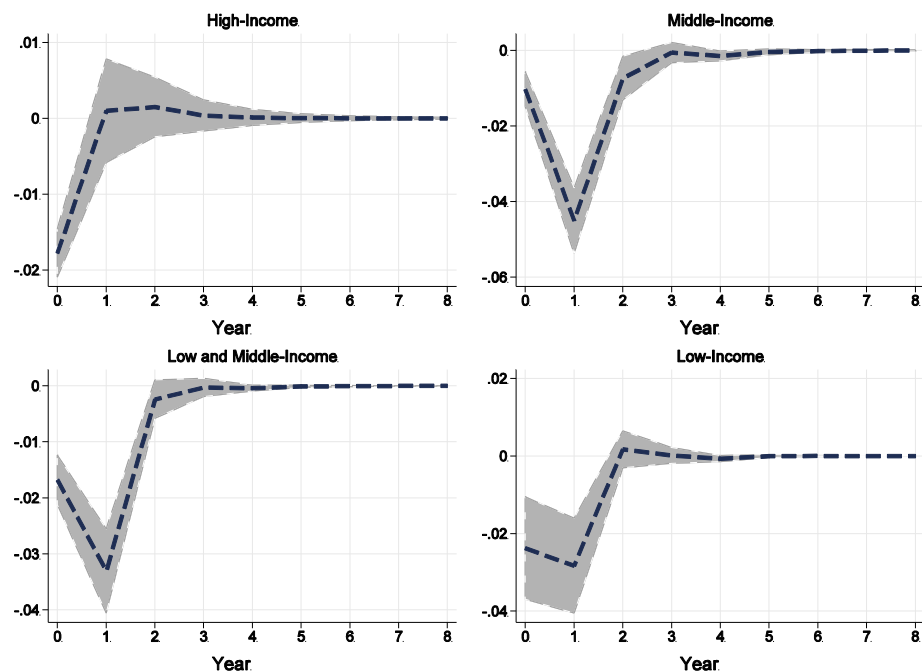 High-Income
.01
0
-.01
-.02
0 1 2 3 4 5 6 7 8
Year
Middle-Income
0
-.02
-.04
-.06
0 1 2 3 4 5 6 7 8
Year
Low and Middle-Income
0
-.01
-.02
-.03
-.04
0 1 2 3 4 5 6 7 8
Year
Low-Income
.02
0
-.02
-.04
0 1 2 3 4 5 6 7 8
Year